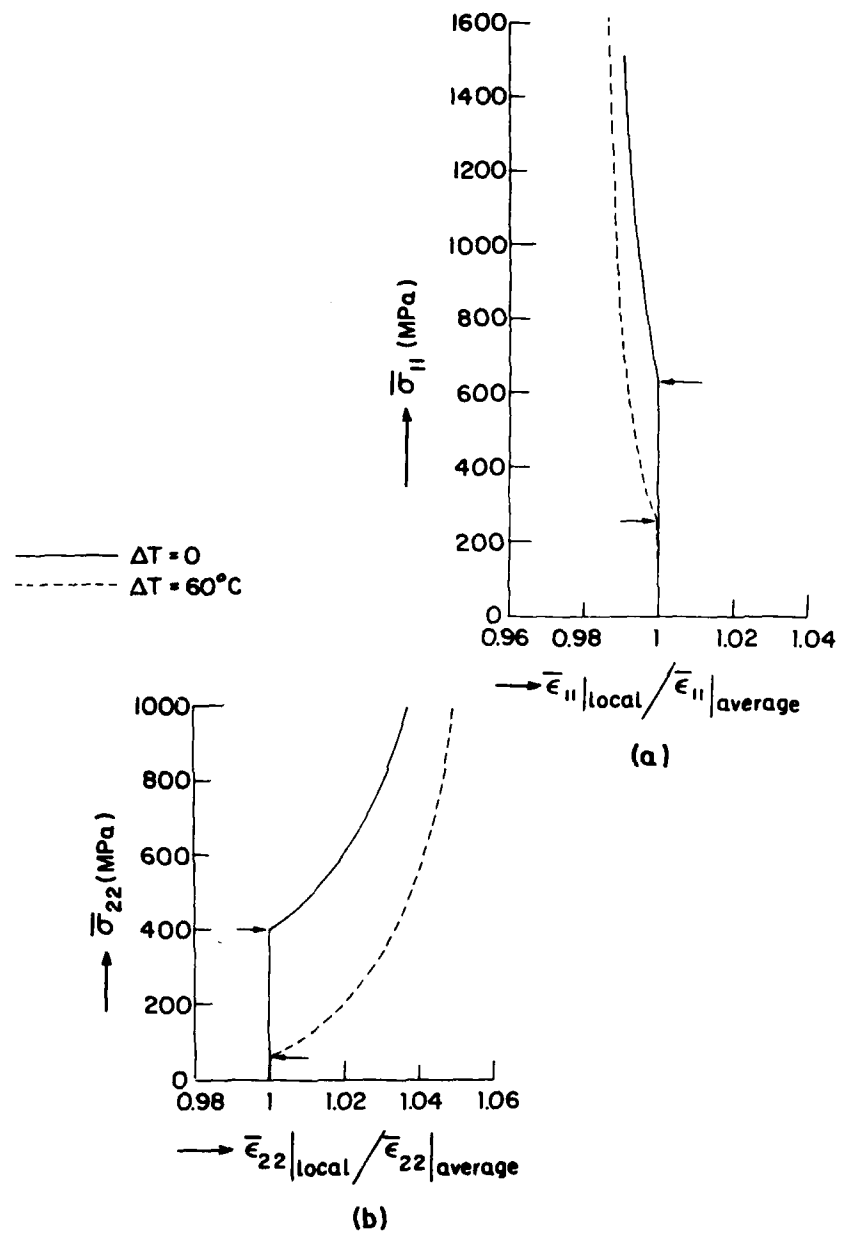 1600
1400
1200
1000
800
600
400
200
0
σ̅₁₁ (MPa)
0.96 0.98 1 1.02 1.04
ϵ̅₁₁|local / ϵ̅₁₁|average
(a)
ΔT = 0
ΔT = 60°C
1000
800
600
400
200
0
σ̅₂₂ (MPa)
0.98 1 1.02 1.04 1.06
ϵ̅₂₂|local / ϵ̅₂₂|average
(b)